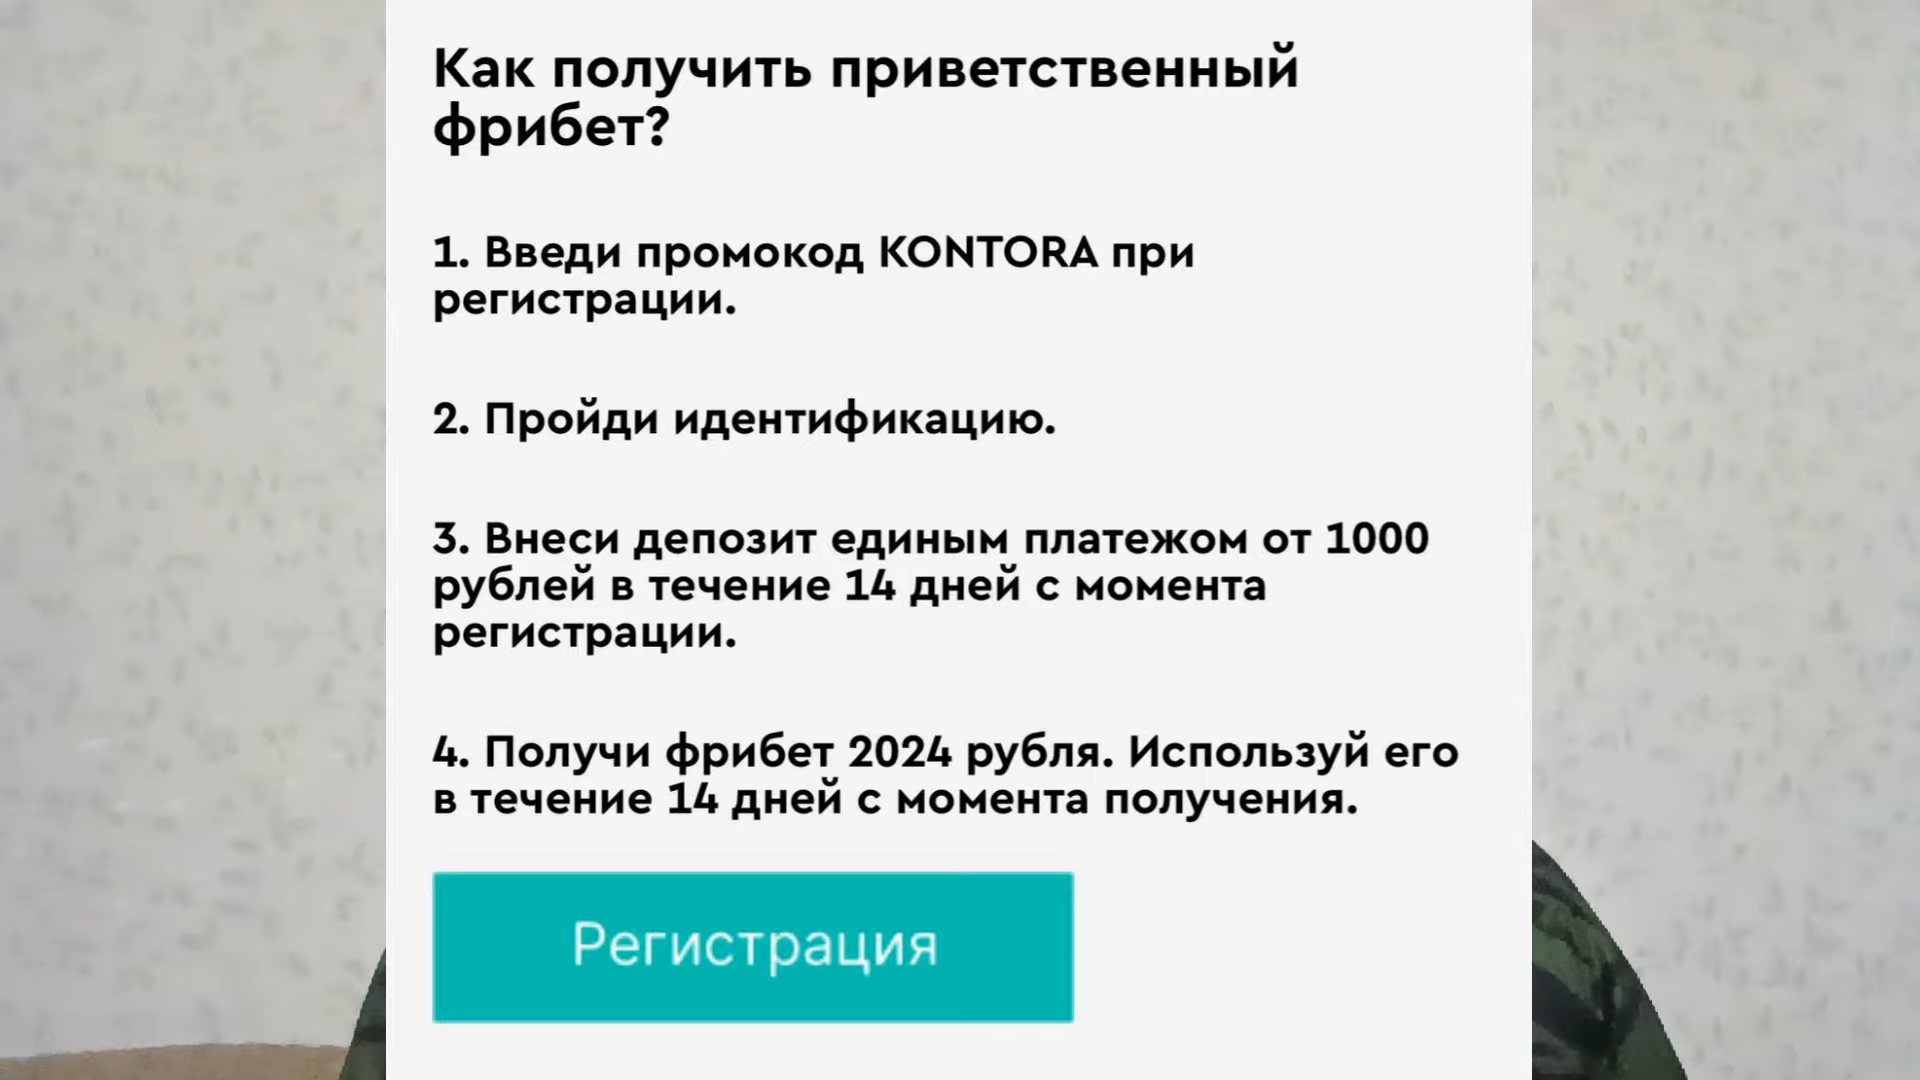 Как получить приветственный
фрибет?
1. Введи промокод KONTORA при
регистрации.
2. Пройди идентификацию.
3. Внеси депозит единым платежом от 1000
рублей в течение 14 дней с момента
регистрации.
4. Получи фрибет 2024 рубля. Используй его
в течение 14 дней с момента получения.
Регистрация